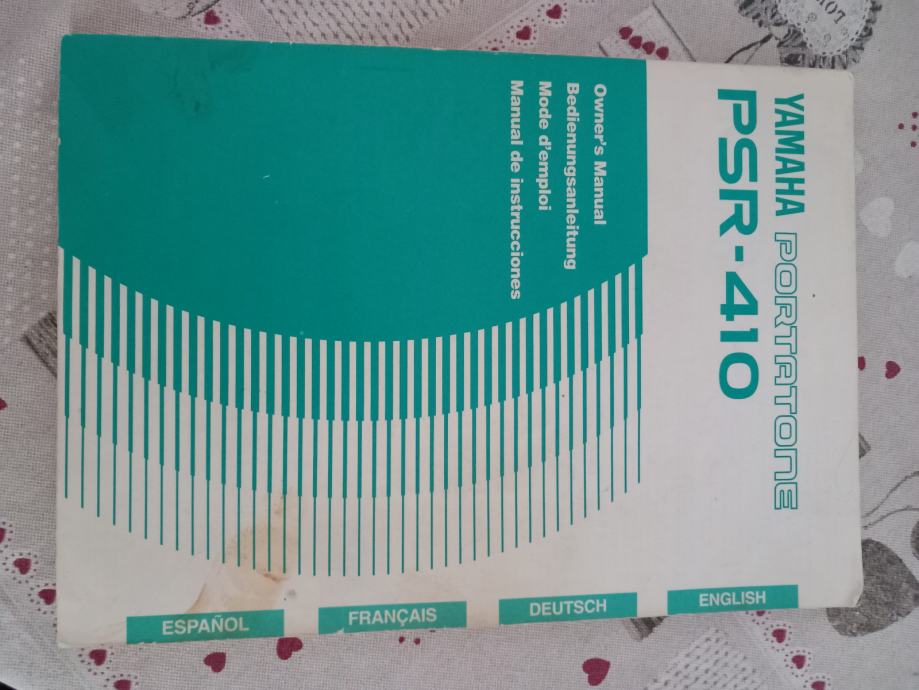 YAMAHA PORTATONE
PSR-410
Owner's Manual
Bedienungsanleitung
Mode d'emploi
Manual de instrucciones
ENGLISH
DEUTSCH
FRANÇAIS
ESPAÑOL